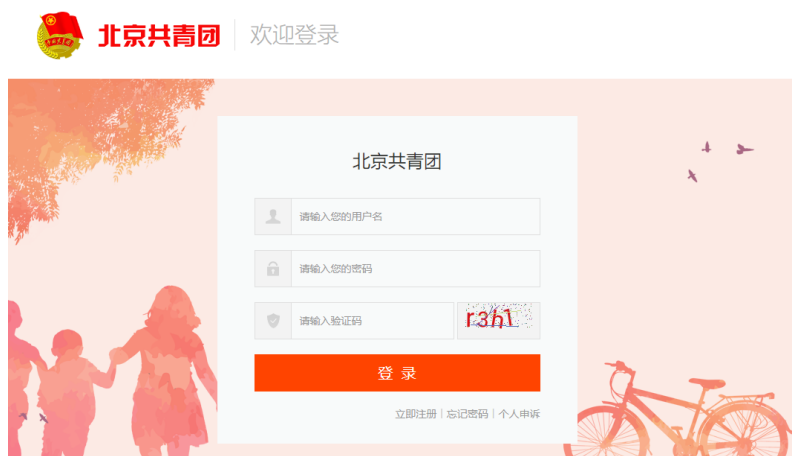 北京共青团 欢迎登录
北京共青团
请输入您的用户名
请输入您的密码
请输入验证码 r3h1
登 录
立即注册 | 忘记密码 | 个人申诉